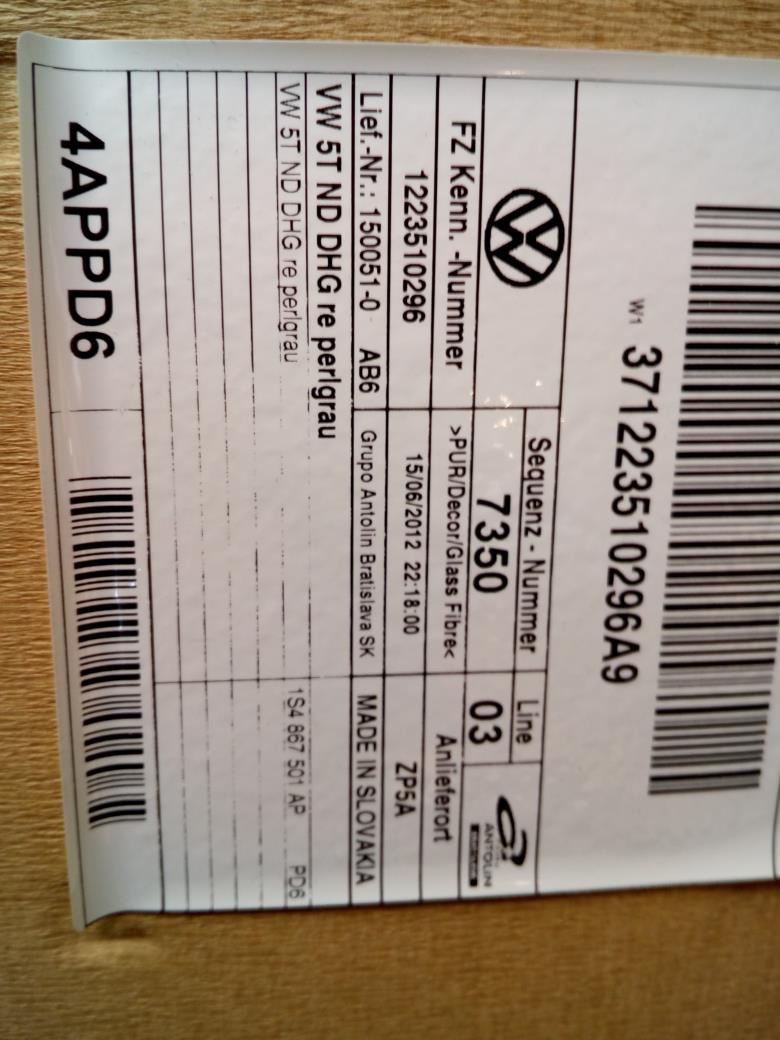 W1 371223510296A9
Sequenz - Nummer Line
7350 03
ANTOLIN
FZ Kenn. -Nummer >PUR/Decor/Glass Fibre< Anlieferort
1223510296 15/06/2012 22:18:00 ZP5A
Lief.-Nr.: 150051-0 AB6 Grupo Antolin Bratislava SK MADE IN SLOVAKIA
VW 5T ND DHG re perlgrau
VW 5T ND DHG re perlgrau 1S4 867 501 AP PD6
4APPD6